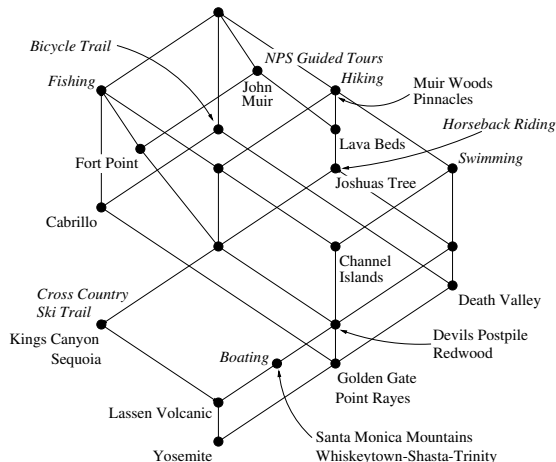 Bicycle Trail
NPS Guided Tours
Fishing
John
Muir
Hiking
Muir Woods
Pinnacles
Horseback Riding
Fort Point
Lava Beds
Swimming
Joshuas Tree
Cabrillo
Channel
Islands
Cross Country
Ski Trail
Death Valley
Kings Canyon
Sequoia
Devils Postpile
Redwood
Boating
Golden Gate
Point Rayes
Lassen Volcanic
Santa Monica Mountains
Whiskeytown-Shasta-Trinity
Yosemite